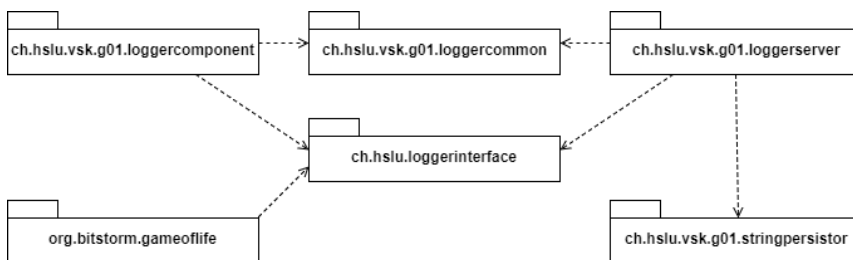 ch.hslu.vsk.g01.loggercomponent
ch.hslu.vsk.g01.loggercommon
ch.hslu.vsk.g01.loggerserver
ch.hslu.loggerinterface
org.bitstorm.gameoflife
ch.hslu.vsk.g01.stringpersistor